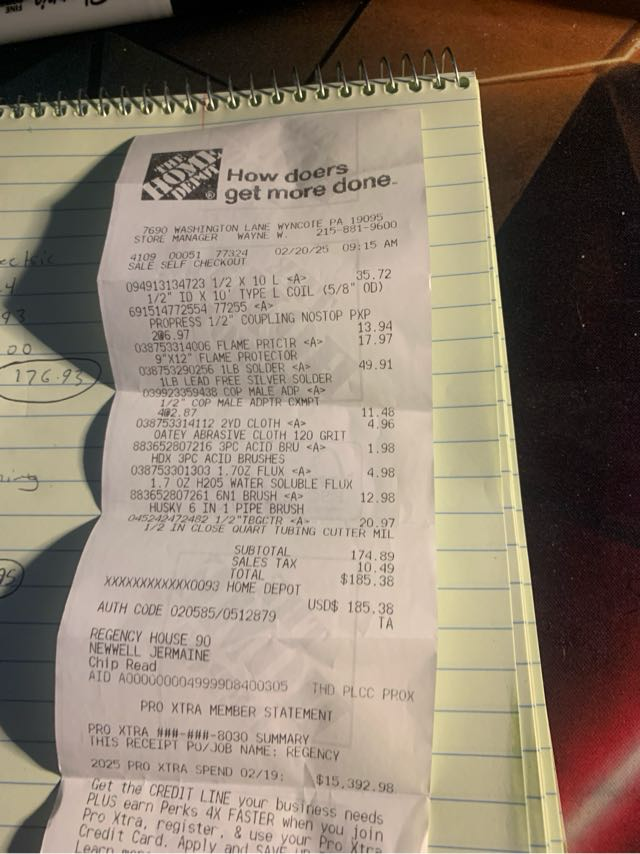 FINE
THE
HOME
DEPOT
How doers
get more done.
7690 WASHINGTON LANE WYNCOTE PA 19095
STORE MANAGER WAYNE W. 215-881-9600
4109 00051 77324 02/20/25 09:15 AM
SALE SELF CHECKOUT
094913134723 1/2 X 10 L <A> 35.72
1/2" ID X 10' TYPE L COIL (5/8" OD)
691514772554 77255 <A>
PROPRESS 1/2" COUPLING NOSTOP PXP
2@6.97 13.94
038753314006 FLAME PRTCTR <A> 17.97
9"X12" FLAME PROTECTOR
038753290256 1LB SOLDER <A> 49.91
1LB LEAD FREE SILVER SOLDER
039923359438 COP MALE ADP <A>
1/2" COP MALE ADPTR CXMPT
4@2.87 11.48
038753314112 2YD CLOTH <A> 4.96
OATEY ABRASIVE CLOTH 120 GRIT
883652807216 3PC ACID BRU <A> 1.98
HDX 3PC ACID BRUSHES
038753301303 1.7OZ FLUX <A> 4.98
1.7 OZ H205 WATER SOLUBLE FLUX
883652807261 6N1 BRUSH <A> 12.98
HUSKY 6 IN 1 PIPE BRUSH
045242472482 1/2"TBGCTR <A> 20.97
1/2 IN CLOSE QUART TUBING CUTTER MIL
SUBTOTAL 174.89
SALES TAX 10.49
TOTAL $185.38
XXXXXXXXXXXX0093 HOME DEPOT
USD$ 185.38
AUTH CODE 020585/0512879 TA
REGENCY HOUSE 90
NEWWELL JERMAINE
Chip Read
AID A0000000049999D8400305 THD PLCC PROX
PRO XTRA MEMBER STATEMENT
PRO XTRA ###-###-8030 SUMMARY
THIS RECEIPT PO/JOB NAME: REGENCY
2025 PRO XTRA SPEND 02/19: $15,392.98
Get the CREDIT LINE your business needs
PLUS earn Perks 4X FASTER when you join
Pro Xtra, register, & use your Pro Xtra
Credit Card. Apply and SAVE
Learn
176.93